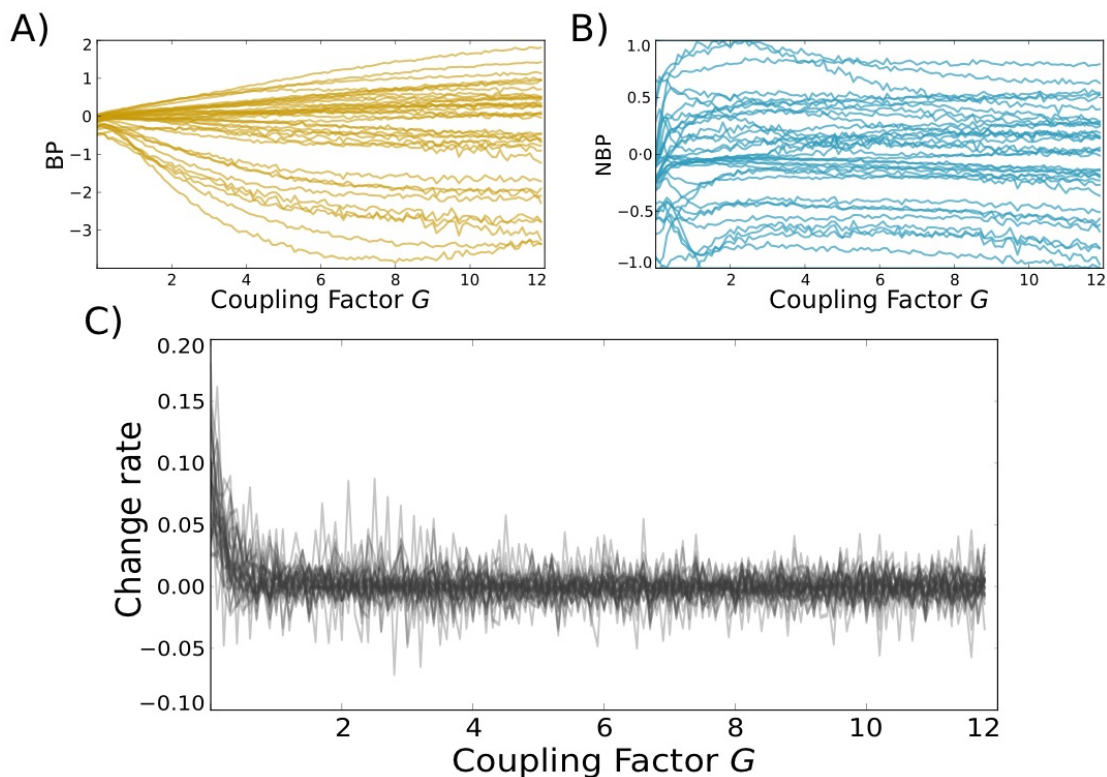 A)
2
1
0
−1
−2
−3
BP
2 4 6 8 10 12
Coupling Factor G
B)
1.0
0.5
0.0
−0.5
−1.0
NBP
2 4 6 8 10 12
Coupling Factor G
C)
0.20
0.15
0.10
0.05
0.00
−0.05
−0.10
Change rate
2 4 6 8 10 12
Coupling Factor G